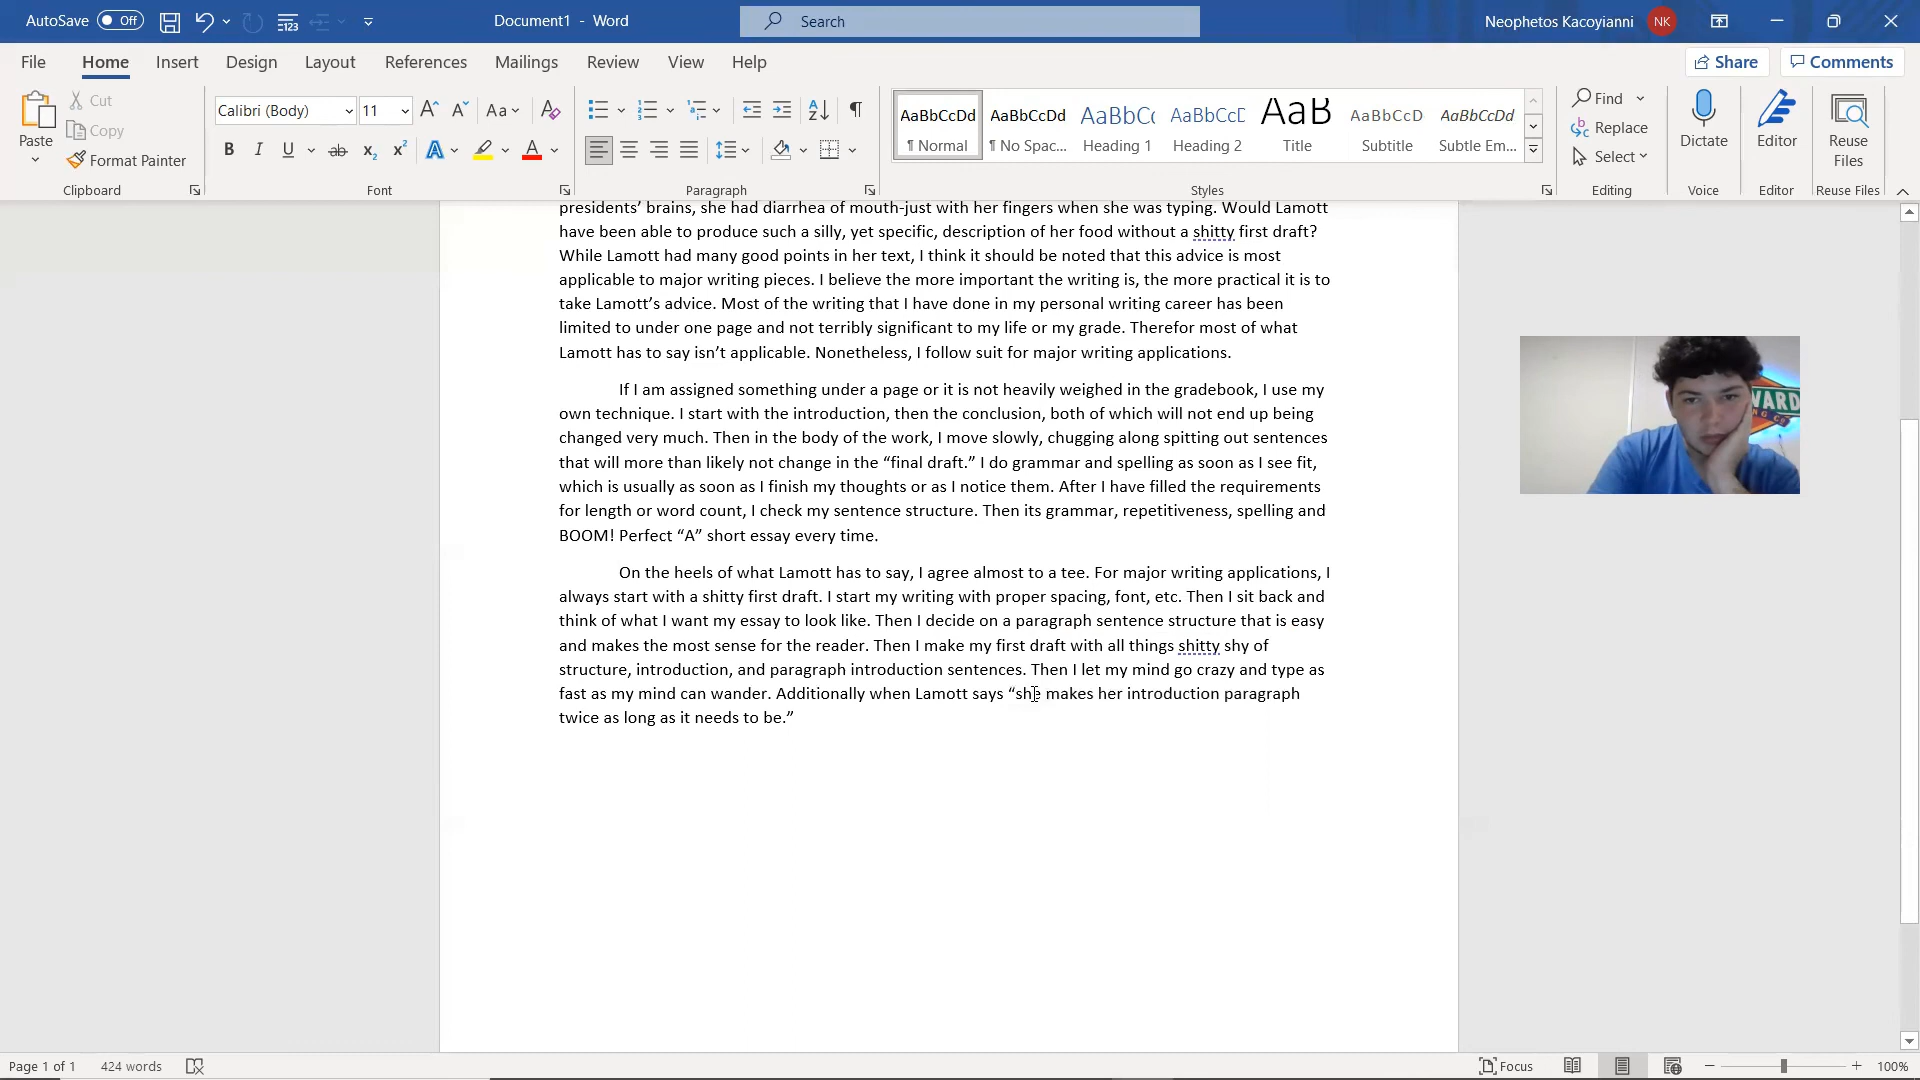 AutoSave Off Document1 - Word Search Neophetos Kacoyianni NK
File Home Insert Design Layout References Mailings Review View Help Share Comments
Paste
Cut
Copy
Format Painter
Clipboard
Calibri (Body) 11
Font
Paragraph
AaBbCcDd AaBbCcDd AaBbCc AaBbCcD AaB AaBbCcD AaBbCcDd
¶ Normal ¶ No Spac... Heading 1 Heading 2 Title Subtitle Subtle Em...
Styles
Find
Replace
Select
Editing
Dictate
Voice
Editor
Editor
Reuse
Files
Reuse Files
presidents’ brains, she had diarrhea of mouth-just with her fingers when she was typing. Would Lamott
have been able to produce such a silly, yet specific, description of her food without a shitty first draft?
While Lamott had many good points in her text, I think it should be noted that this advice is most
applicable to major writing pieces. I believe the more important the writing is, the more practical it is to
take Lamott’s advice. Most of the writing that I have done in my personal writing career has been
limited to under one page and not terribly significant to my life or my grade. Therefor most of what
Lamott has to say isn’t applicable. Nonetheless, I follow suit for major writing applications.
If I am assigned something under a page or it is not heavily weighed in the gradebook, I use my
own technique. I start with the introduction, then the conclusion, both of which will not end up being
changed very much. Then in the body of the work, I move slowly, chugging along spitting out sentences
that will more than likely not change in the “final draft.” I do grammar and spelling as soon as I see fit,
which is usually as soon as I finish my thoughts or as I notice them. After I have filled the requirements
for length or word count, I check my sentence structure. Then its grammar, repetitiveness, spelling and
BOOM! Perfect “A” short essay every time.
On the heels of what Lamott has to say, I agree almost to a tee. For major writing applications, I
always start with a shitty first draft. I start my writing with proper spacing, font, etc. Then I sit back and
think of what I want my essay to look like. Then I decide on a paragraph sentence structure that is easy
and makes the most sense for the reader. Then I make my first draft with all things shitty shy of
structure, introduction, and paragraph introduction sentences. Then I let my mind go crazy and type as
fast as my mind can wander. Additionally when Lamott says “she makes her introduction paragraph
twice as long as it needs to be.”
WARD
Page 1 of 1 424 words Focus 100%